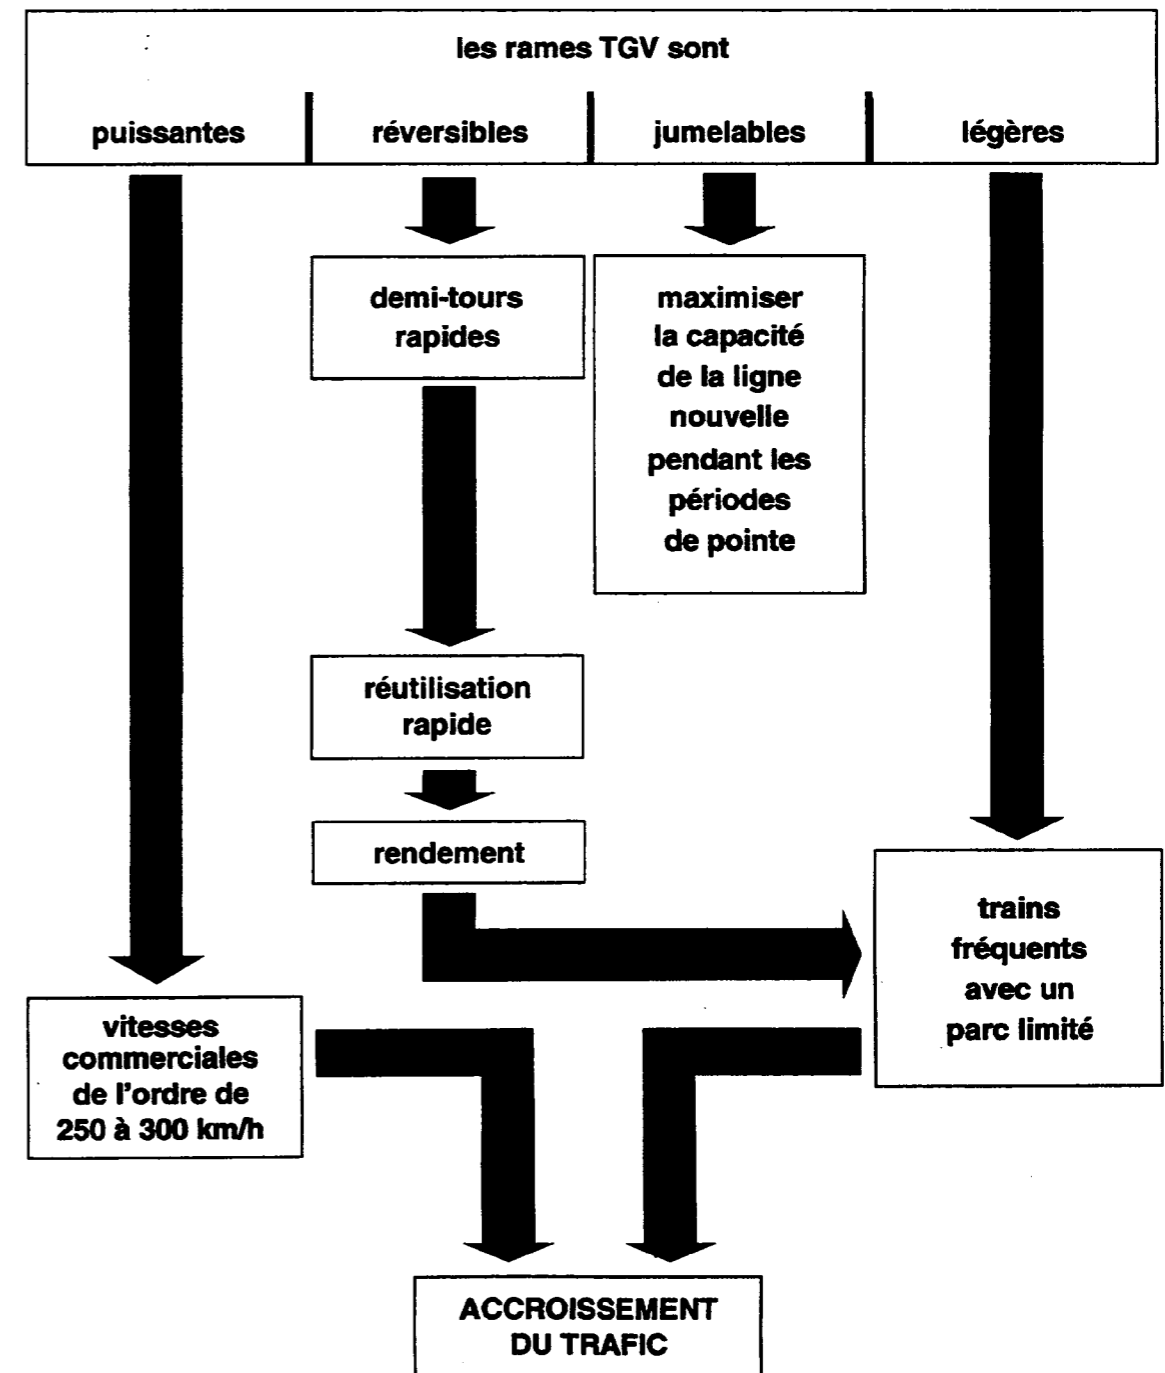 les rames TGV sont
puissantes
réversibles
jumelables
légères
demi-tours
rapides
maximiser
la capacité
de la ligne
nouvelle
pendant les
périodes
de pointe
réutilisation
rapide
rendement
trains
fréquents
avec un
parc limité
vitesses
commerciales
de l'ordre de
250 à 300 km/h
ACCROISSEMENT
DU TRAFIC